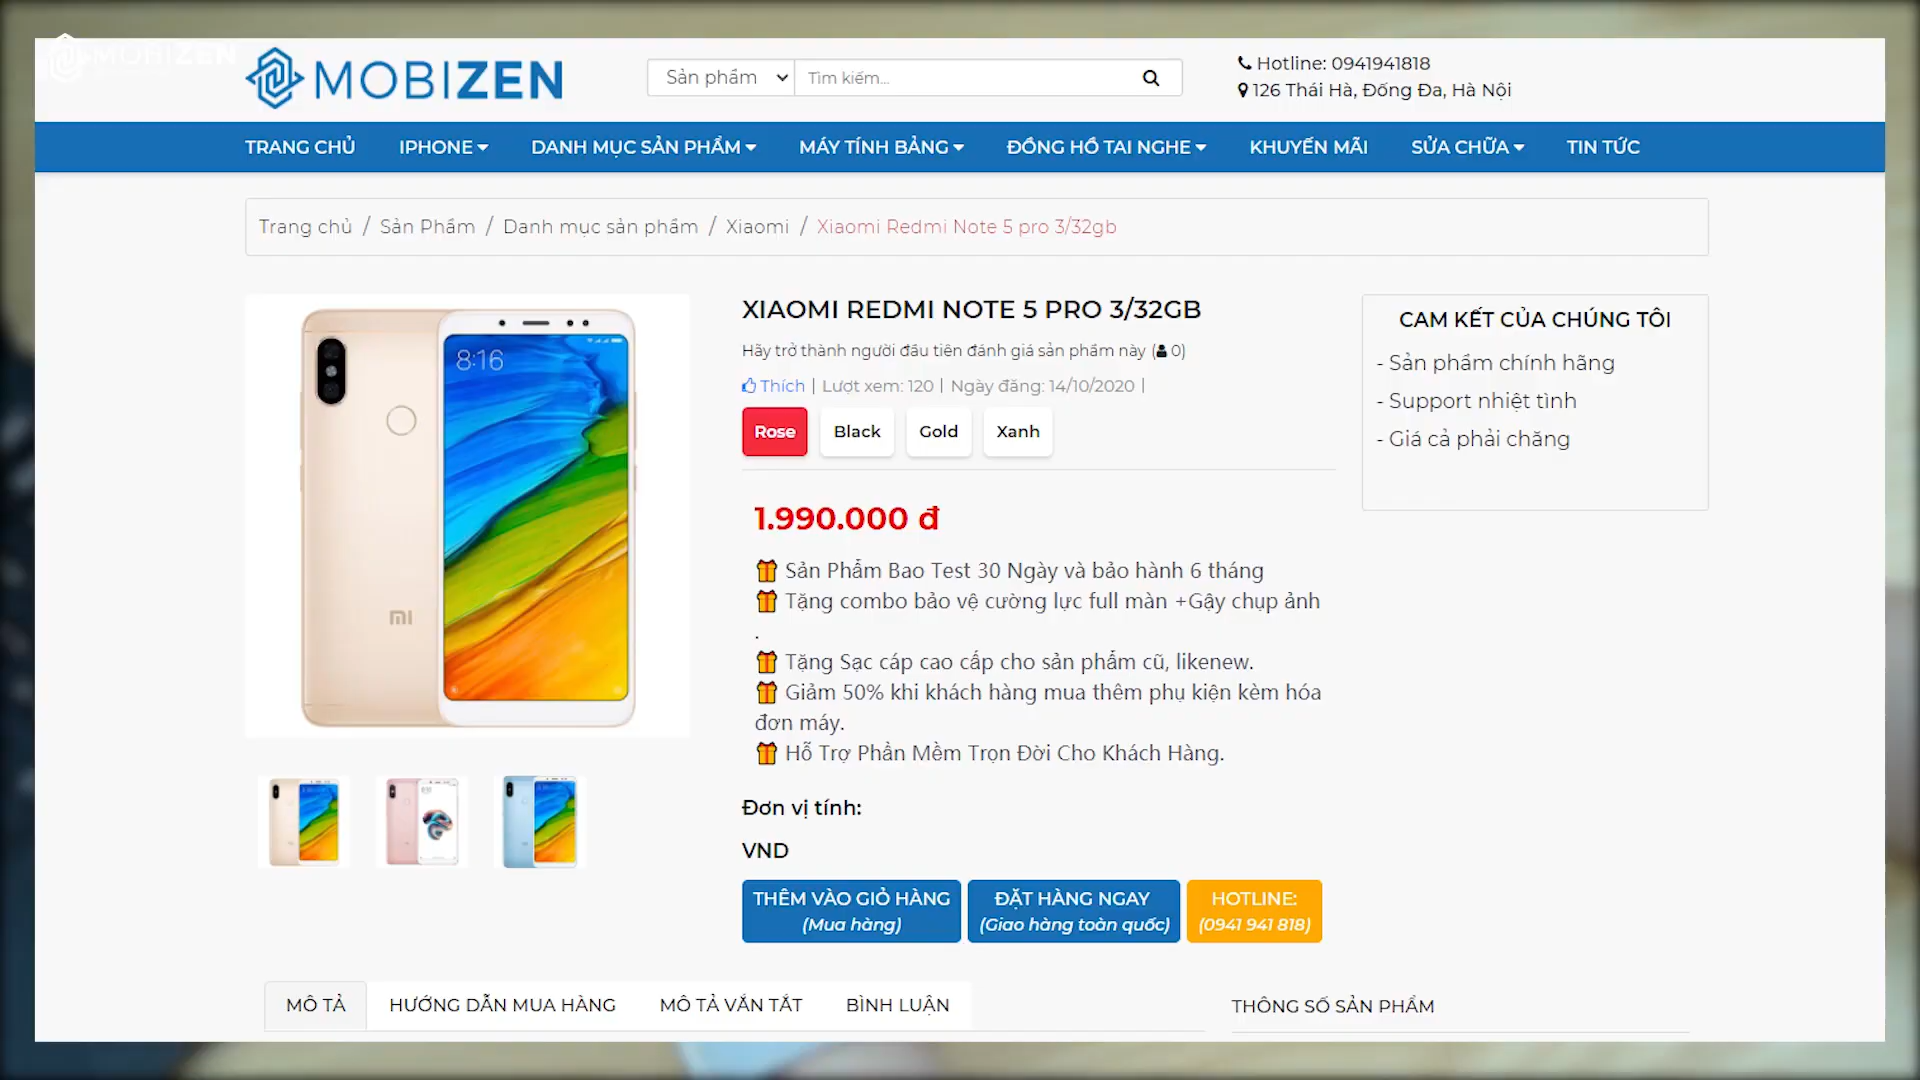 MOBIZEN
MOBIZEN
Sản phẩm
Tìm kiếm...
Hotline: 0941941818
126 Thái Hà, Đống Đa, Hà Nội
TRANG CHỦ IPHONE DANH MỤC SẢN PHẨM MÁY TÍNH BẢNG ĐỒNG HỒ TAI NGHE KHUYẾN MÃI SỬA CHỮA TIN TỨC
Trang chủ / Sản Phẩm / Danh mục sản phẩm / Xiaomi / Xiaomi Redmi Note 5 pro 3/32gb
8:16
XIAOMI REDMI NOTE 5 PRO 3/32GB
Hãy trở thành người đầu tiên đánh giá sản phẩm này ( 0)
Thích | Lượt xem: 120 | Ngày đăng: 14/10/2020 |
Rose Black Gold Xanh
1.990.000 đ
Sản Phẩm Bao Test 30 Ngày và bảo hành 6 tháng
Tặng combo bảo vệ cường lực full màn +Gậy chụp ảnh
.
Tặng Sạc cáp cao cấp cho sản phẩm cũ, likenew.
Giảm 50% khi khách hàng mua thêm phụ kiện kèm hóa
đơn máy.
Hỗ Trợ Phần Mềm Trọn Đời Cho Khách Hàng.
Đơn vị tính:
VND
THÊM VÀO GIỎ HÀNG
(Mua hàng)
ĐẶT HÀNG NGAY
(Giao hàng toàn quốc)
HOTLINE:
(0941 941 818)
CAM KẾT CỦA CHÚNG TÔI
- Sản phẩm chính hãng
- Support nhiệt tình
- Giá cả phải chăng
MÔ TẢ HƯỚNG DẪN MUA HÀNG MÔ TẢ VẮN TẮT BÌNH LUẬN
THÔNG SỐ SẢN PHẨM